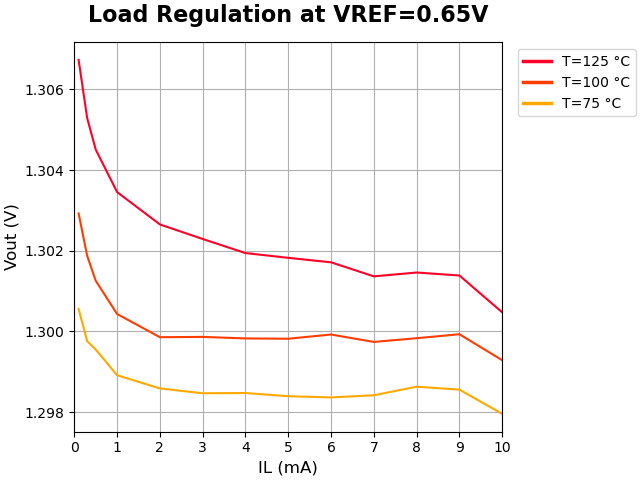 Load Regulation at VREF=0.65V
T=125 °C
T=100 °C
T=75 °C
Vout (V)
1.306
1.304
1.302
1.300
1.298
0 1 2 3 4 5 6 7 8 9 10
IL (mA)